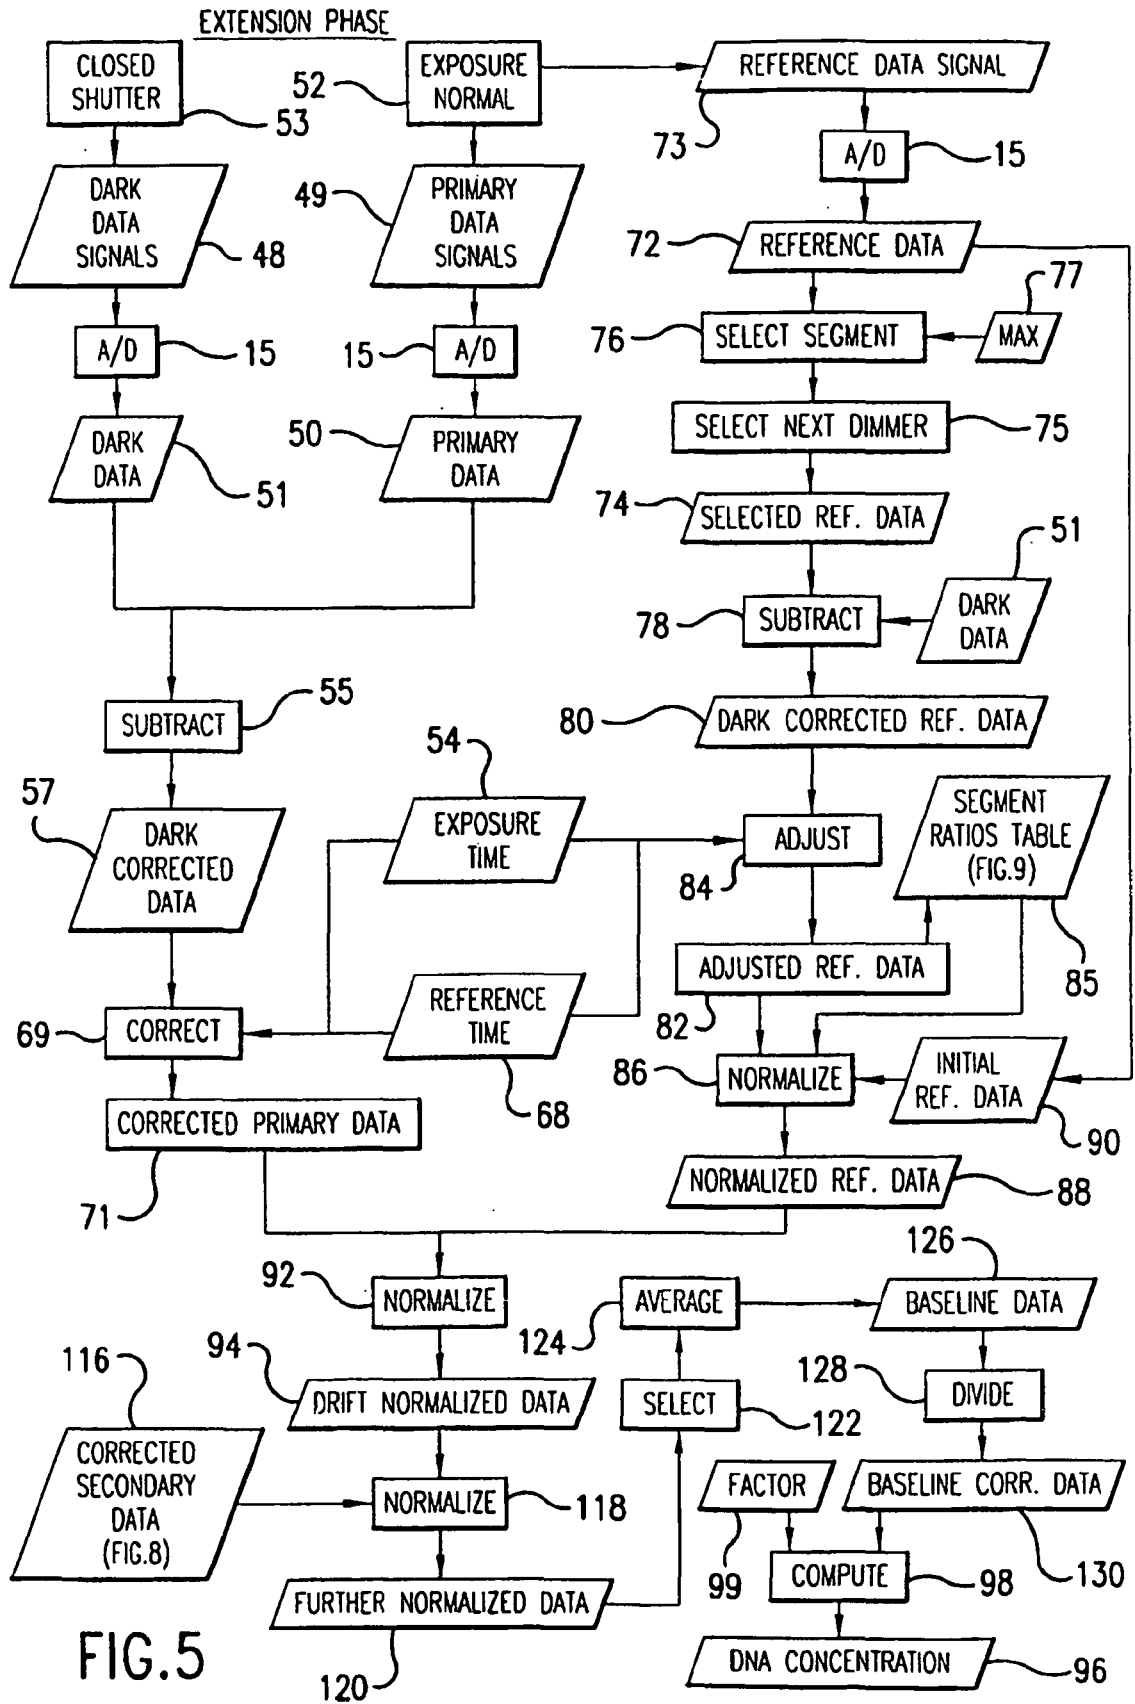 EXTENSION PHASE
CLOSED
SHUTTER
53
52
EXPOSURE
NORMAL
REFERENCE DATA SIGNAL
73
A/D
15
DARK
DATA
SIGNALS
48
49
PRIMARY
DATA
SIGNALS
72
REFERENCE DATA
77
76
SELECT SEGMENT
MAX
A/D
15
15
A/D
SELECT NEXT DIMMER
75
DARK
DATA
51
50
PRIMARY
DATA
74
SELECTED REF. DATA
51
78
SUBTRACT
DARK
DATA
55
SUBTRACT
80
DARK CORRECTED REF. DATA
57
DARK
CORRECTED
DATA
54
EXPOSURE
TIME
ADJUST
84
SEGMENT
RATIOS TABLE
(FIG.9)
85
ADJUSTED REF. DATA
82
69
CORRECT
REFERENCE
TIME
68
86
NORMALIZE
INITIAL
REF. DATA
90
CORRECTED PRIMARY DATA
71
NORMALIZED REF. DATA
88
92
NORMALIZE
124
AVERAGE
126
BASELINE DATA
94
DRIFT NORMALIZED DATA
SELECT
122
128
DIVIDE
116
CORRECTED
SECONDARY
DATA
(FIG.8)
NORMALIZE
118
FACTOR
99
BASELINE CORR. DATA
130
COMPUTE
98
FURTHER NORMALIZED DATA
120
DNA CONCENTRATION
96
FIG.5